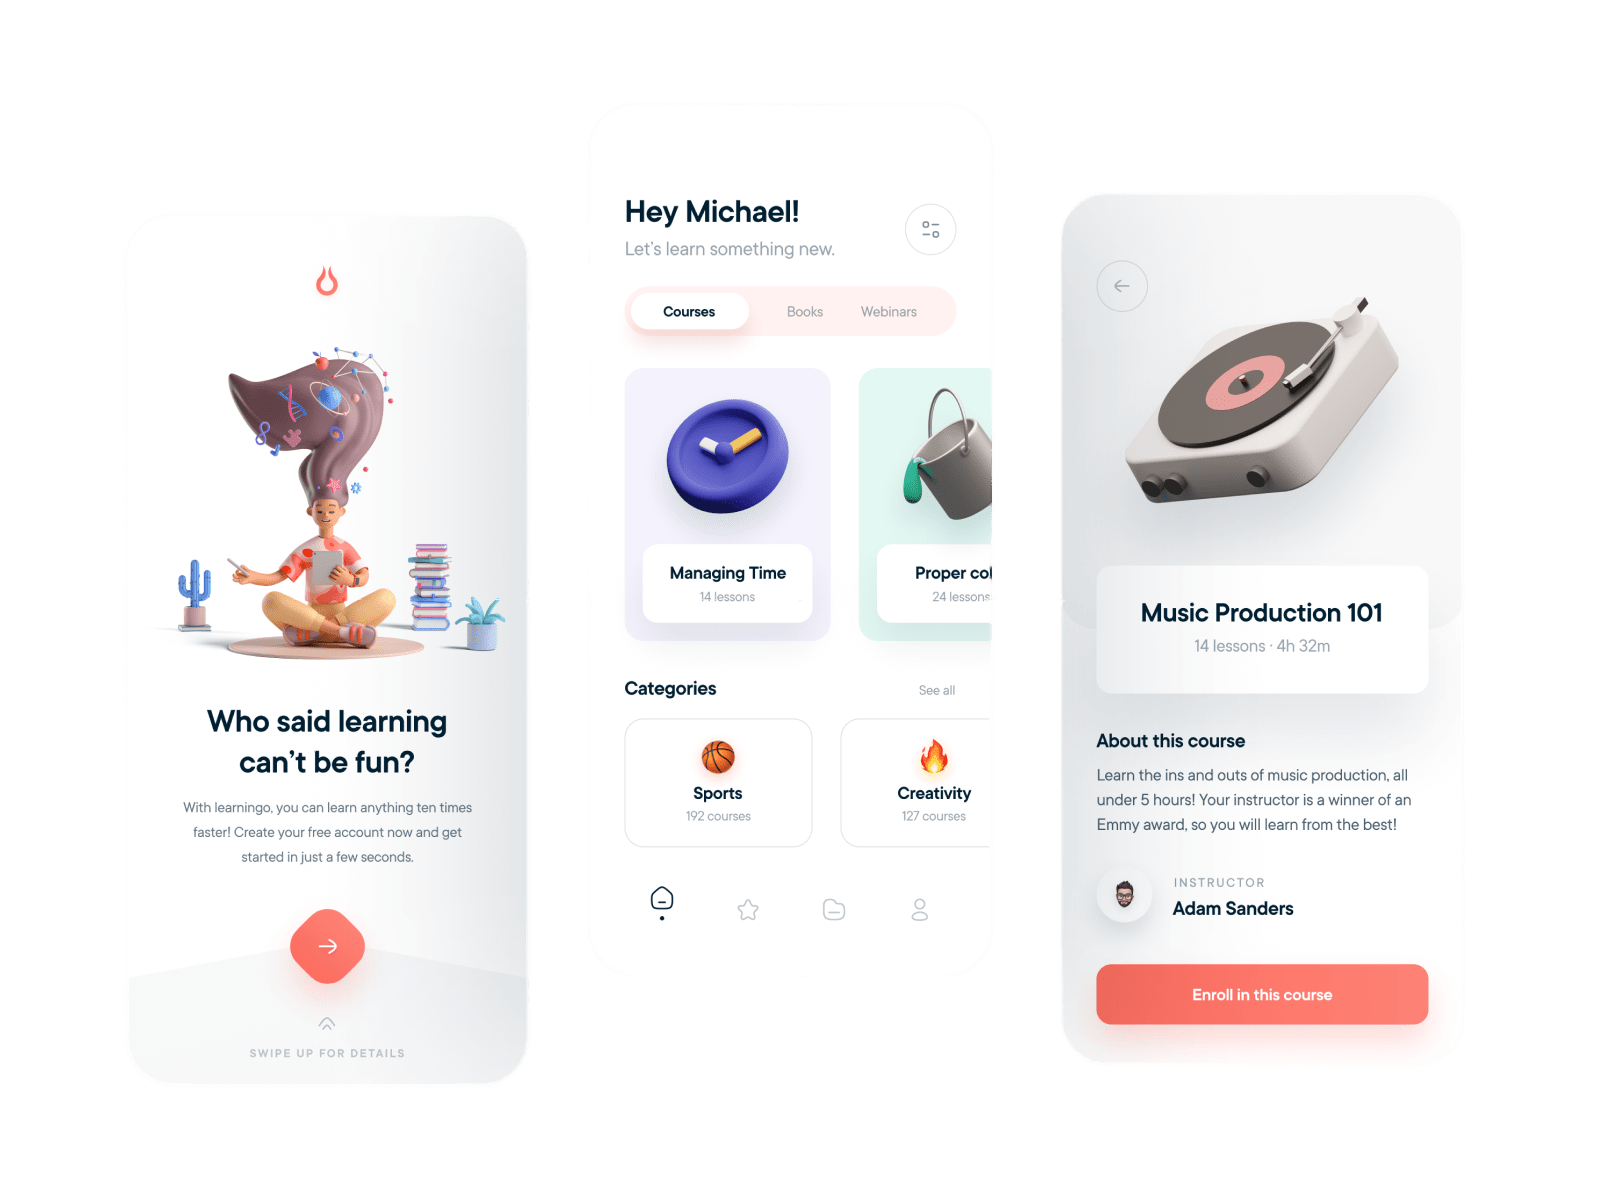 Who said learning
can’t be fun?
With learningo, you can learn anything ten times
faster! Create your free account now and get
started in just a few seconds.
SWIPE UP FOR DETAILS
Hey Michael!
Let’s learn something new.
Courses Books Webinars
Managing Time
14 lessons
Proper
24 lessons
Categories See all
Sports
192 courses
Creativity
127 courses
Music Production 101
14 lessons · 4h 32m
About this course
Learn the ins and outs of music production, all
under 5 hours! Your instructor is a winner of an
Emmy award, so you will learn from the best!
INSTRUCTOR
Adam Sanders
Enroll in this course